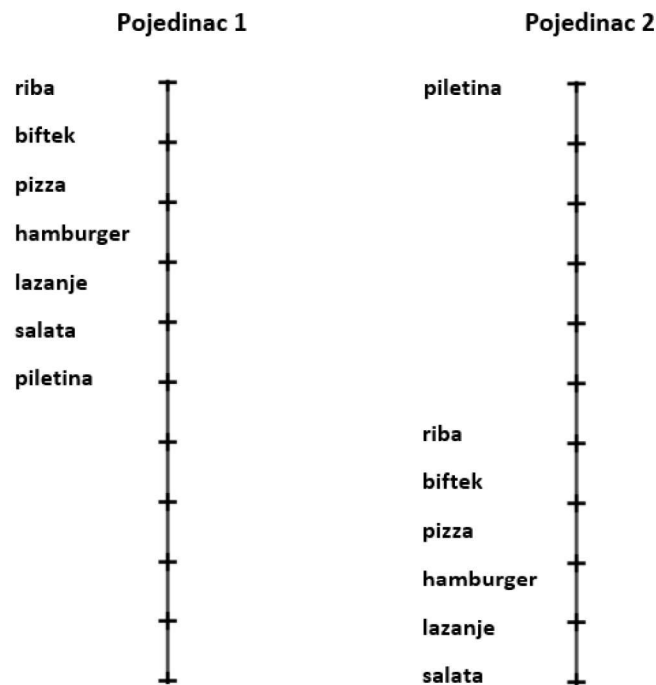 Pojedinac 1
riba
biftek
pizza
hamburger
lazanje
salata
piletina
Pojedinac 2
piletina
riba
biftek
pizza
hamburger
lazanje
salata